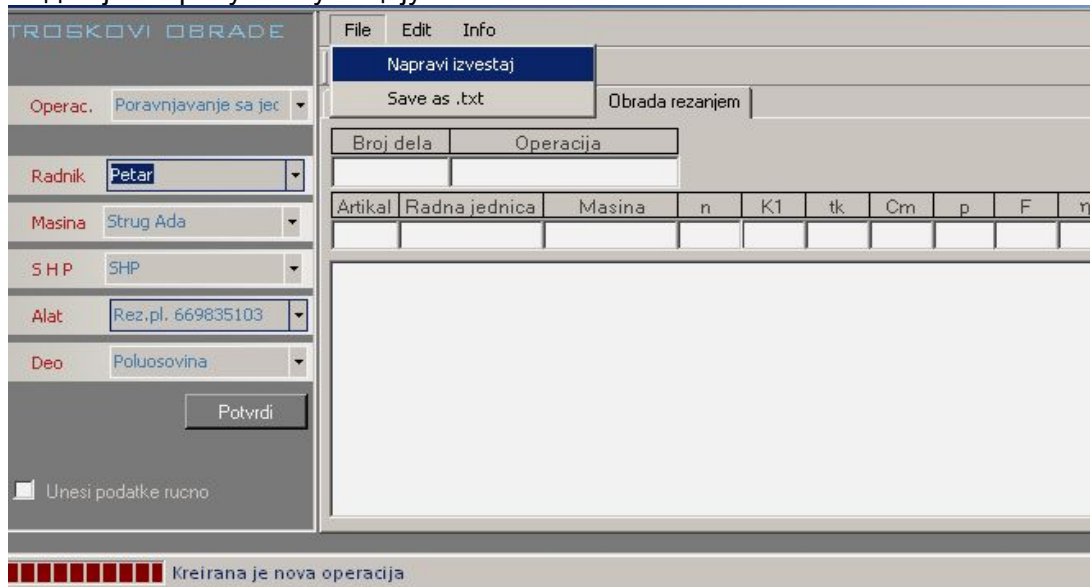 TROSKOVI OBRADE
File Edit Info
Napravi izvestaj
Save as .txt
Obrada rezanjem
Operac. Poravnjavanje sa jec
Broj dela Operacija
Radnik Petar
Artikal Radna jednica Masina n K1 tk Cm p F
Masina Strug Ada
S H P SHP
Alat Rez.pl. 669835103
Deo Poluosovina
Potvrdi
Unesi podatke rucno
Kreirana je nova operacija